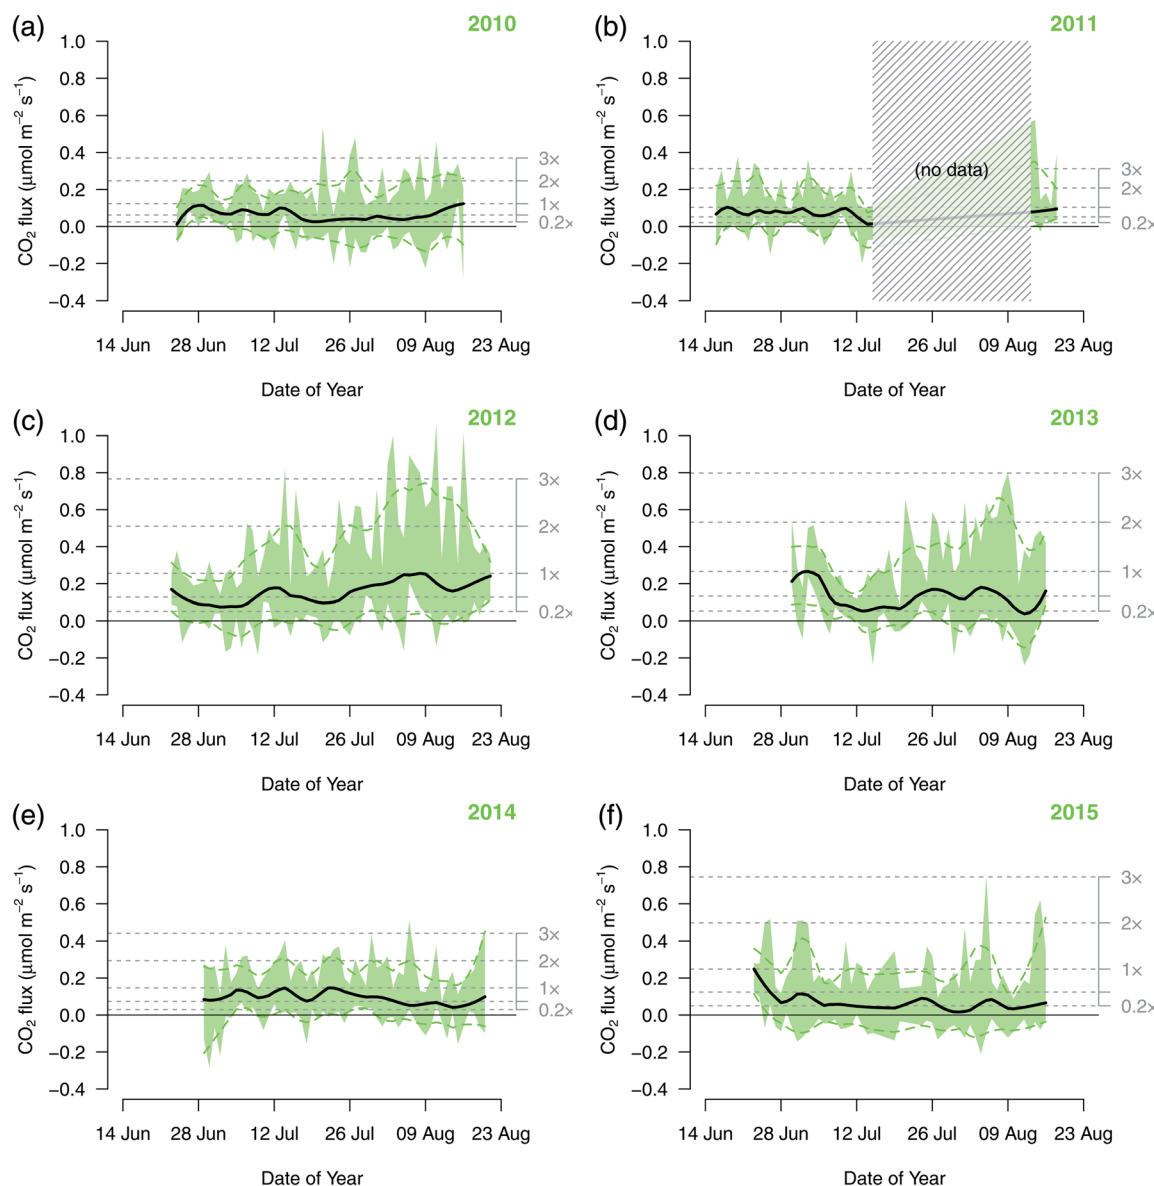 (a) 2010
1.0
0.8
0.6
0.4
0.2
0.0
−0.2
−0.4
CO2 flux (μmol m−2 s−1)
3×
2×
1×
0.2×
14 Jun 28 Jun 12 Jul 26 Jul 09 Aug 23 Aug
Date of Year
(b) 2011
1.0
0.8
0.6
0.4
0.2
0.0
−0.2
−0.4
CO2 flux (μmol m−2 s−1)
(no data)
3×
2×
0.2×
14 Jun 28 Jun 12 Jul 26 Jul 09 Aug 23 Aug
Date of Year
(c) 2012
1.0
0.8
0.6
0.4
0.2
0.0
−0.2
−0.4
CO2 flux (μmol m−2 s−1)
3×
2×
1×
0.2×
14 Jun 28 Jun 12 Jul 26 Jul 09 Aug 23 Aug
Date of Year
(d) 2013
1.0
0.8
0.6
0.4
0.2
0.0
−0.2
−0.4
CO2 flux (μmol m−2 s−1)
3×
2×
1×
0.2×
14 Jun 28 Jun 12 Jul 26 Jul 09 Aug 23 Aug
Date of Year
(e) 2014
1.0
0.8
0.6
0.4
0.2
0.0
−0.2
−0.4
CO2 flux (μmol m−2 s−1)
3×
2×
1×
0.2×
14 Jun 28 Jun 12 Jul 26 Jul 09 Aug 23 Aug
Date of Year
(f) 2015
1.0
0.8
0.6
0.4
0.2
0.0
−0.2
−0.4
CO2 flux (μmol m−2 s−1)
3×
2×
1×
0.2×
14 Jun 28 Jun 12 Jul 26 Jul 09 Aug 23 Aug
Date of Year